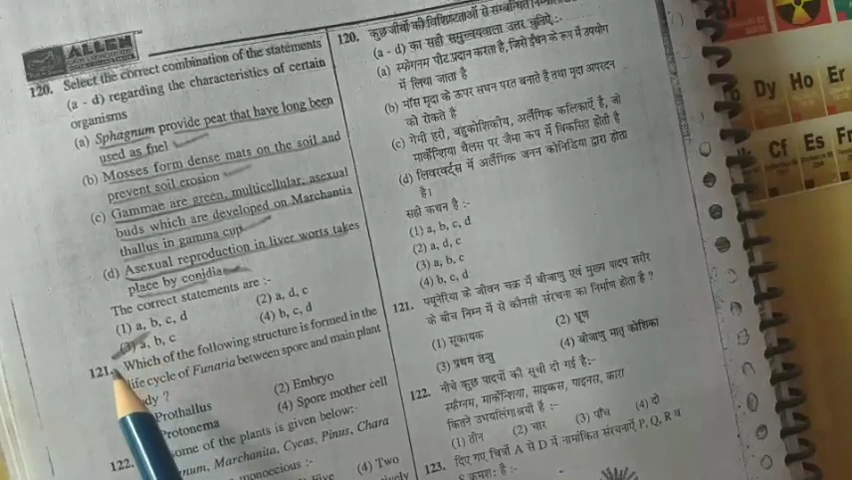 ALLEN
120. Select the correct combination of the statements
(a - d) regarding the characteristics of certain
organisms
(a) Sphagnum provide peat that have long been
used as fuel
(b) Mosses form dense mats on the soil and
prevent soil erosion
(c) Gammae are green, multicellular, asexual
buds which are developed on Marchantia
thallus in gamma cup
(d) Asexual reproduction in liver worts takes
place by conidia
The correct statements are :-
(1) a, b, c, d
(2) a, d, c
(3) a, b, c
(4) b, c, d
121. Which of the following structure is formed in the
life cycle of Funaria between spore and main plant
dy ?
Prothallus
(2) Embryo
Protonema
(4) Spore mother cell
122. some of the plants is given below:-
num, Marchanita, Cycas, Pinus, Chara
monoecious :-
Five
(4) Two
120. कुछ जीवों की विशिष्टताओं से सम्बन्धित
(a - d) का सही समुच्चयवाला उत्तर चुनिये:-
(a) स्फेगनम पीट प्रदान करता है, जिसे ईंधन के रूप में उपयोग
में लिया जाता है
(b) मॉस मृदा के ऊपर सघन परत बनाते है तथा मृदा अपरदन
को रोकते है
(c) गेमी हरी, बहुकोशिकीय, अलैंगिक कलिकाऐं है, जो
मार्केन्शिया थैलस पर जैमा कप में विकसित होती है
(d) लिवरवर्ट्स में अलैंगिक जनन कोनिडिया द्वारा होता
है।
सही कथन है :-
(1) a, b, c, d
(2) a, d, c
(3) a, b, c
(4) b, c, d
121. फ्यूनेरिया के जीवन चक्र में बीजाणु एवं मुख्य पादप शरीर
के बीच निम्न में से कौनसी संरचना का निर्माण होता है ?
(1) सूकायक
(2) भ्रूण
(3) प्रथम तन्तु
(4) बीजाणु मातृ कोशिका
122. नीचे कुछ पादपों की सूची दी गई है:-
स्फैगनम, मार्केन्शिया, साइकस, पाइनस, कारा
कितने उभयलिंगाश्रयी है :-
(1) तीन
(2) चार
(3) पाँच
(4) दो
123. दिए गए चित्रों A से D में नामांकित संरचनाएँ P, Q, R व
S क्रमश: है:-
Bi
Dy Ho Er
Cf Es Fr